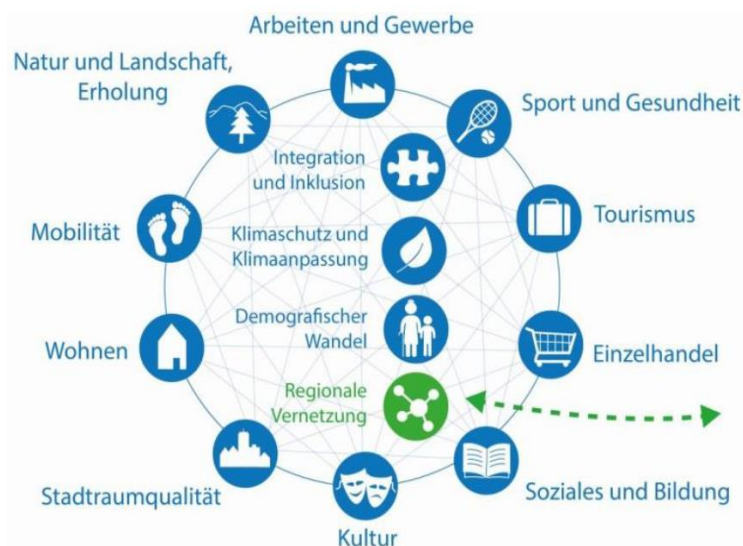 Arbeiten und Gewerbe
Natur und Landschaft,
Erholung
Sport und Gesundheit
Integration
und Inklusion
Tourismus
Mobilität
Klimaschutz und
Klimaanpassung
Demografischer
Wandel
Wohnen
Einzelhandel
Regionale
Vernetzung
Stadtraumqualität
Soziales und Bildung
Kultur